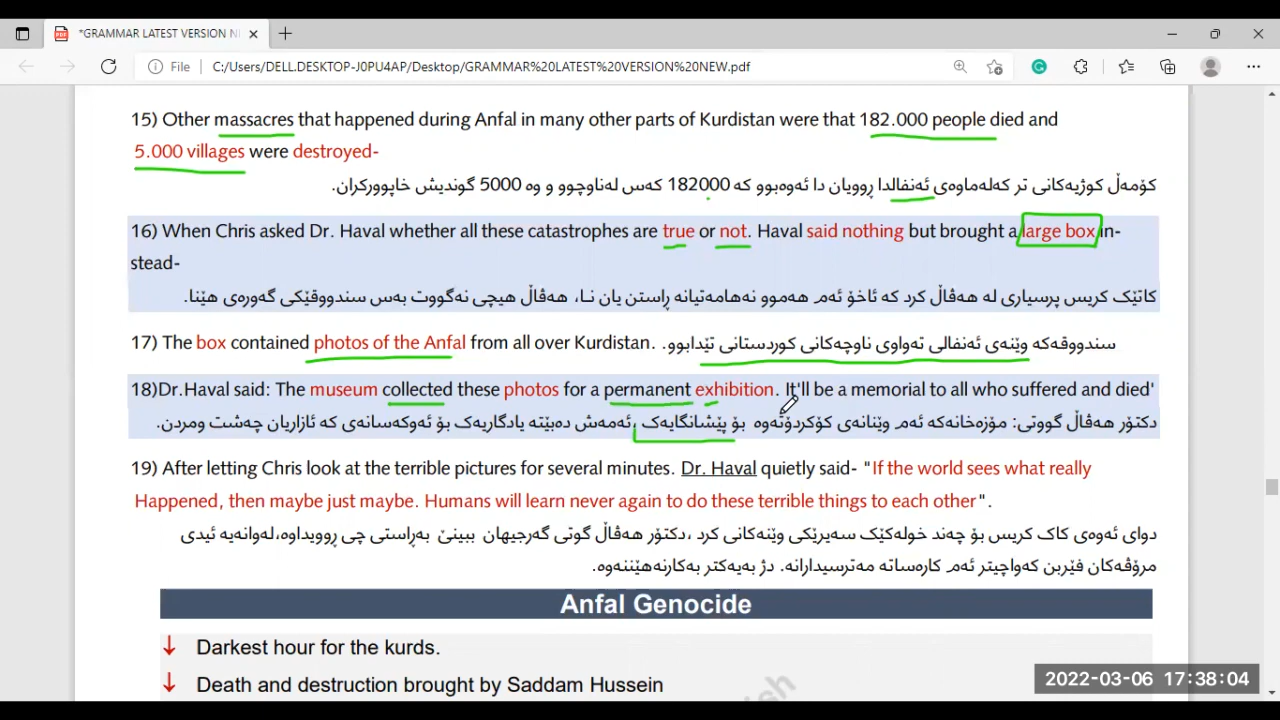 *GRAMMAR LATEST VERSION N
File C:/Users/DELL.DESKTOP-J0PU4AP/Desktop/GRAMMAR%20LATEST%20VERSION%20NEW.pdf
15) Other massacres that happened during Anfal in many other parts of Kurdistan were that 182.000 people died and
5.000 villages were destroyed-
کۆمەڵ کوژیەکانی تر کەلەماوەی ئەنفالدا ڕوویان دا ئەوەبوو کە 182000 کەس لەناوچوو و وە 5000 گوندیش خاپوورکران.
16) When Chris asked Dr. Haval whether all these catastrophes are true or not. Haval said nothing but brought a large box in-
stead-
کاتێک کریس پرسیاری لە هەڤاڵ کرد کە ئاخۆ ئەم هەموو نەهامەتیانە ڕاستن یان نـا، هەڤاڵ هیچی نەگووت بەس سندووقێکی گەورەی هێنا.
17) The box contained photos of the Anfal from all over Kurdistan. سندووقەکە وێنەی ئەنفالی تەواوی ناوچەکانی کوردستانی تێدابوو.
18)Dr.Haval said: The museum collected these photos for a permanent exhibition. It'll be a memorial to all who suffered and died'
دکتۆر هەڤاڵ گووتی: مۆزەخانەکە ئەم وێنانەی کۆکردۆتەوە بۆ پێشانگایەک ،ئەمەش دەبێتە یادگاریەک بۆ ئەوکەسانەی کە ئازاریان چەشت ومردن.
19) After letting Chris look at the terrible pictures for several minutes. Dr. Haval quietly said- "If the world sees what really
Happened, then maybe just maybe. Humans will learn never again to do these terrible things to each other".
دوای ئەوەی کاک کریس بۆ چەند خولەکێک سەیرێکی وێنەکانی کرد ،دکتۆر هەڤاڵ گوتی گەرجیهان ببینێ بەڕاستی چی ڕوویداوە،لەوانەیە ئیدی
مرۆڤەکان فێربن کەواچیتر ئەم کارەساتە مەترسیدارانە. دژ بەیەکتر بەکارنەهێننەوە.
Anfal Genocide
Darkest hour for the kurds.
Death and destruction brought by Saddam Hussein
2022-03-06 17:38:04